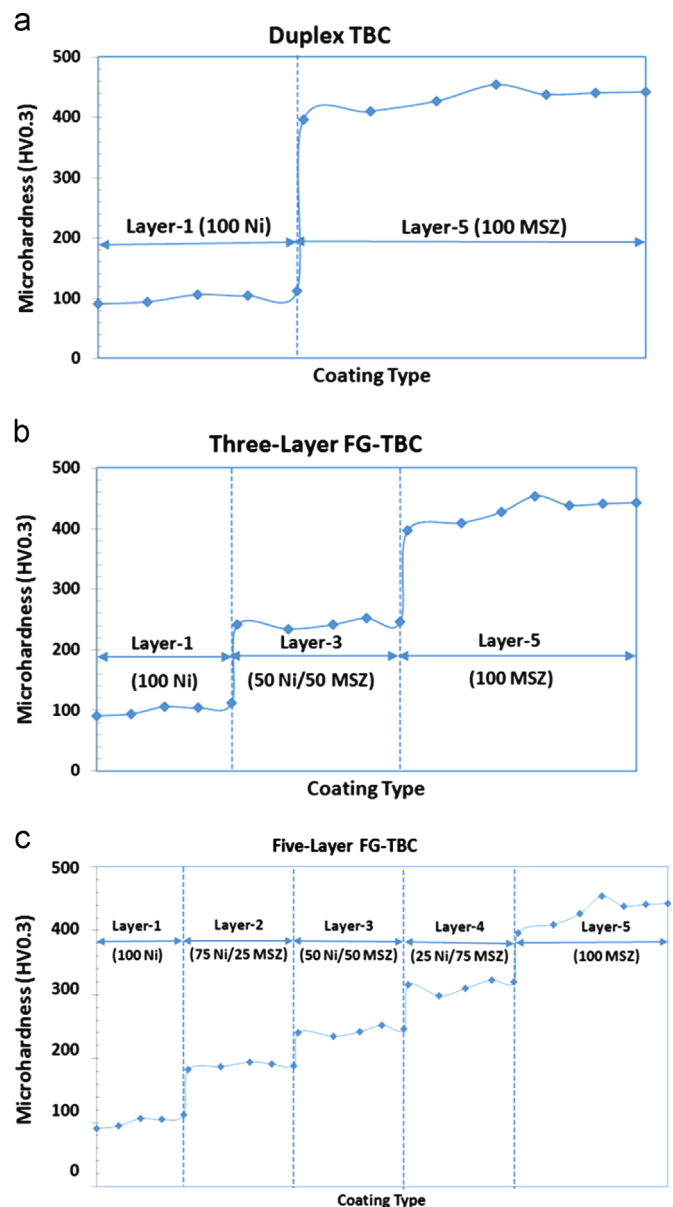 a
Duplex TBC
500
400
300
200
100
0
Microhardness (HV0.3)
Layer-1 (100 Ni)
Layer-5 (100 MSZ)
Coating Type
b
Three-Layer FG-TBC
500
400
300
200
100
0
Microhardness (HV0.3)
Layer-1
(100 Ni)
Layer-3
(50 Ni/50 MSZ)
Layer-5
(100 MSZ)
Coating Type
c
Five-Layer FG-TBC
500
400
300
200
100
0
Microhardness (HV0.3)
Layer-1
(100 Ni)
Layer-2
(75 Ni/25 MSZ)
Layer-3
(50 Ni/50 MSZ)
Layer-4
(25 Ni/75 MSZ)
Layer-5
(100 MSZ)
Coating Type